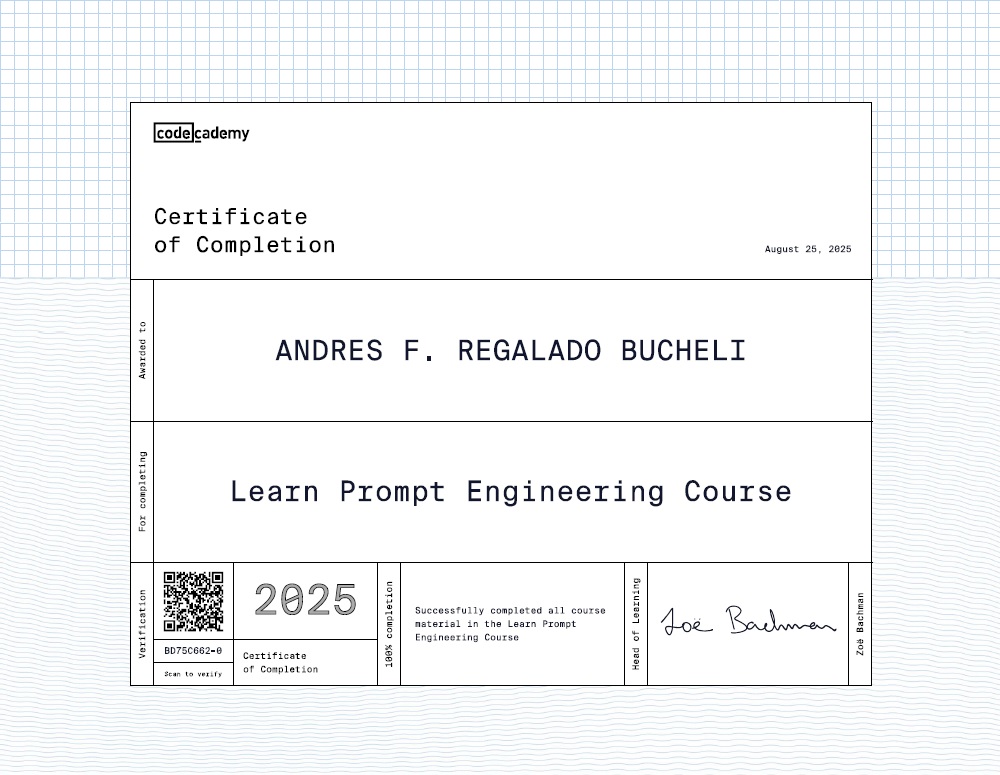 codecademy
Certificate
of Completion
August 25, 2025
Awarded to
ANDRES F. REGALADO BUCHELI
For completing
Learn Prompt Engineering Course
Verification
BD75C662-0
Scan to verify
2025
Certificate
of Completion
100% completion
Successfully completed all course
material in the Learn Prompt
Engineering Course
Head of Learning
Zoë Bachman
Zoë Bachman